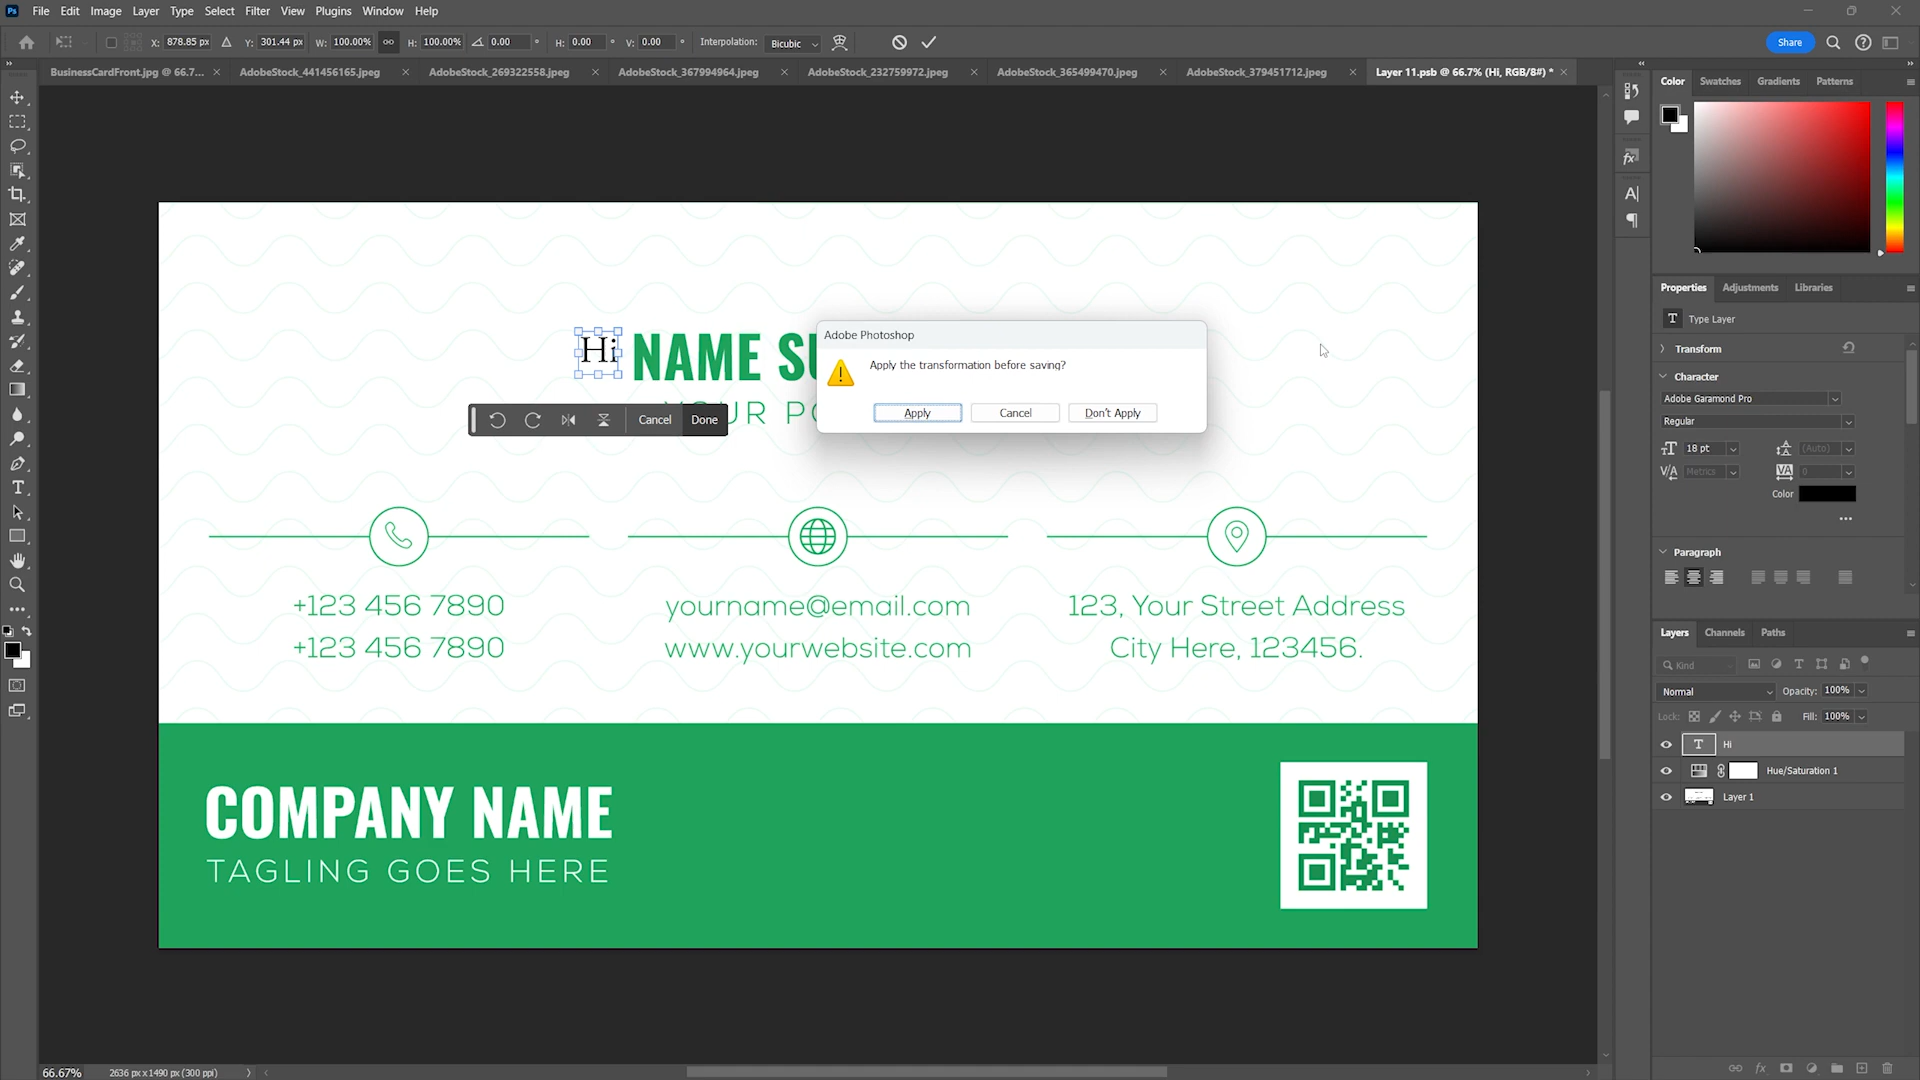 Ps File Edit Image Layer Type Select Filter View Plugins Window Help
X: 878.85 px Y: 301.44 px W: 100.00% H: 100.00% 0.00 ° H: 0.00 ° V: 0.00 ° Interpolation: Bicubic Share
BusinessCardFront.jpg @ 66.7... AdobeStock_441456165.jpeg AdobeStock_269322558.jpeg AdobeStock_367994964.jpeg AdobeStock_232759972.jpeg AdobeStock_365499470.jpeg AdobeStock_379451712.jpeg Layer 11.psb @ 66.7% (Hi, RGB/8#) *
Color Swatches Gradients Patterns
Properties Adjustments Libraries
T Type Layer
Transform
Character
Adobe Garamond Pro
Regular
18 pt (Auto)
Metrics 0
Color
Paragraph
Layers Channels Paths
Kind
Normal Opacity: 100%
Lock: Fill: 100%
T Hi
Hue/Saturation 1
Layer 1
Adobe Photoshop
Apply the transformation before saving?
Apply Cancel Don't Apply
Hi NAME SU
YOUR PO
Cancel Done
+123 456 7890
+123 456 7890
yourname@email.com
www.yourwebsite.com
123, Your Street Address
City Here, 123456.
COMPANY NAME
TAGLING GOES HERE
66.67% 2636 px x 1490 px (300 ppi)